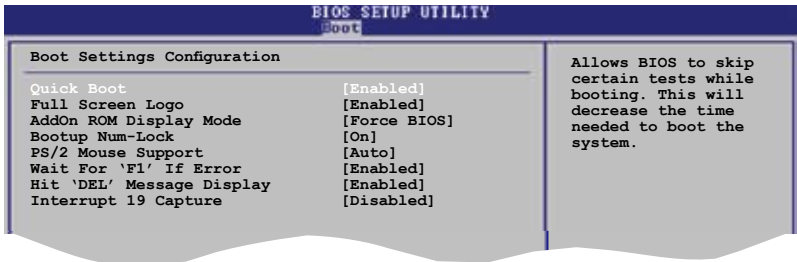 BIOS SETUP UTILITY
Boot
Boot Settings Configuration
Quick Boot [Enabled]
Full Screen Logo [Enabled]
AddOn ROM Display Mode [Force BIOS]
Bootup Num-Lock [On]
PS/2 Mouse Support [Auto]
Wait For ‘F1’ If Error [Enabled]
Hit ‘DEL’ Message Display [Enabled]
Interrupt 19 Capture [Disabled]
Allows BIOS to skip
certain tests while
booting. This will
decrease the time
needed to boot the
system.